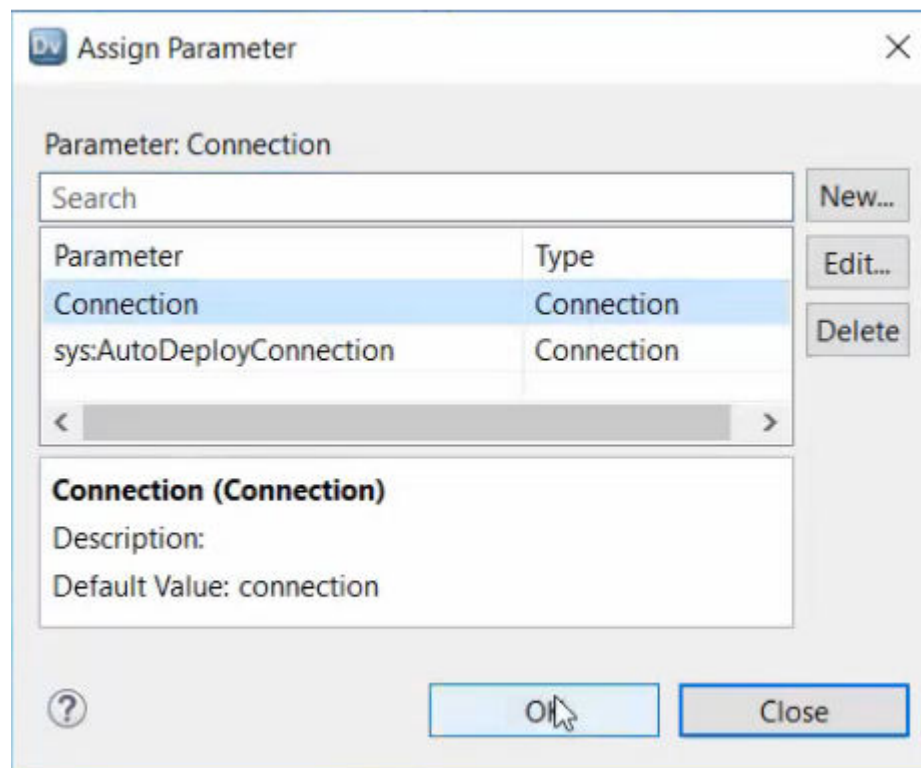 Dv Assign Parameter
Parameter: Connection
Search
New...
Parameter Type
Edit...
Connection Connection
Delete
sys:AutoDeployConnection Connection
Connection (Connection)
Description:
Default Value: connection
? OK Close